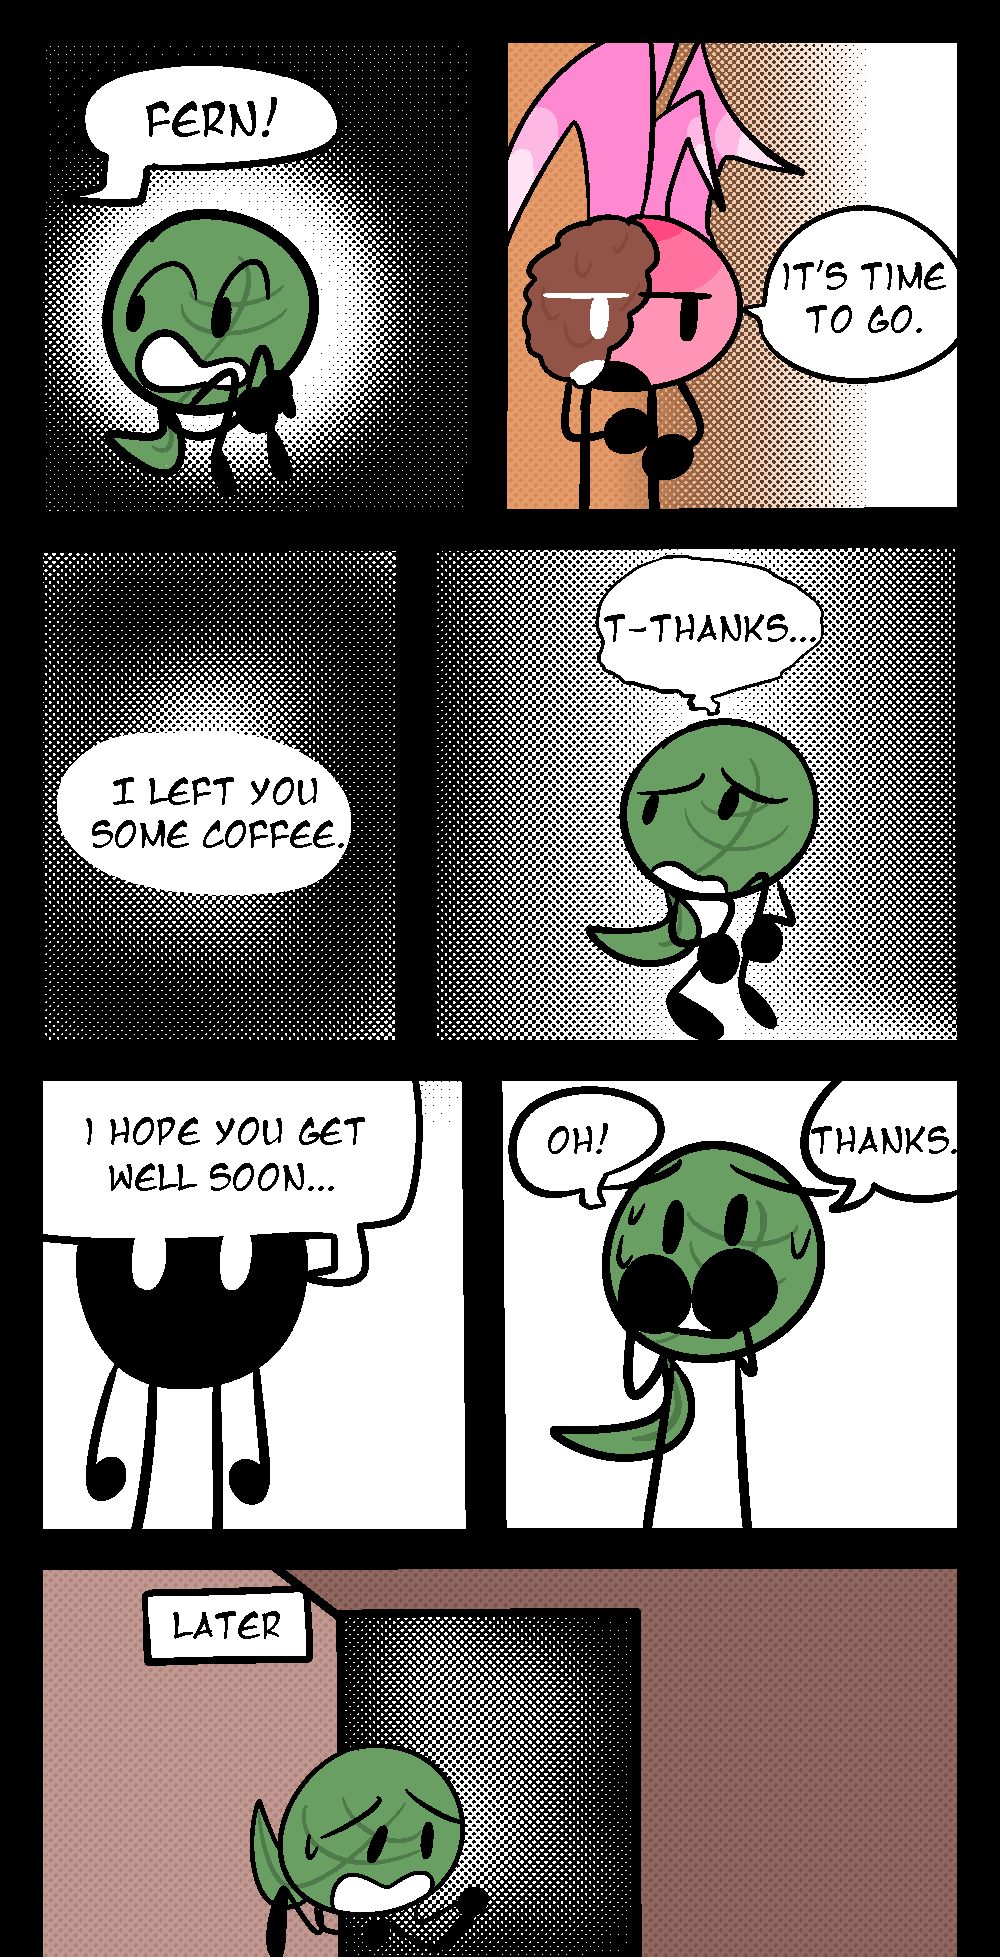 FERN!
IT'S TIME
TO GO.
I LEFT YOU
SOME COFFEE.
T-THANKS...
I HOPE YOU GET
WELL SOON...
OH!
THANKS.
LATER